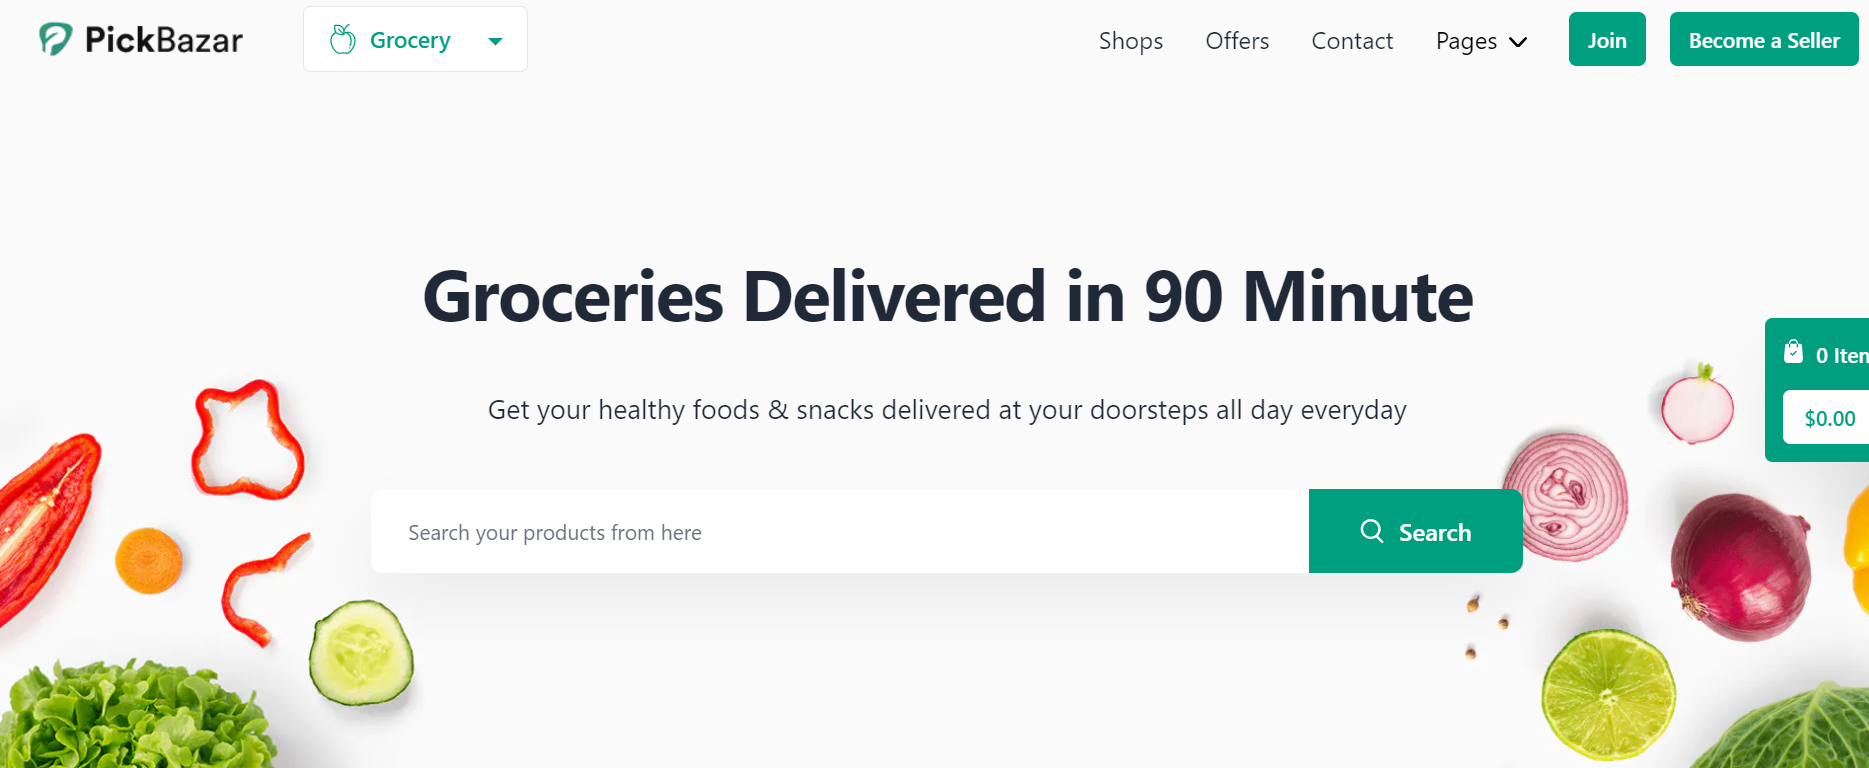 PickBazar
Grocery
Shops
Offers
Contact
Pages
Join
Become a Seller
Groceries Delivered in 90 Minute
Get your healthy foods & snacks delivered at your doorsteps all day everyday
0 Item
$0.00
Search your products from here
Search